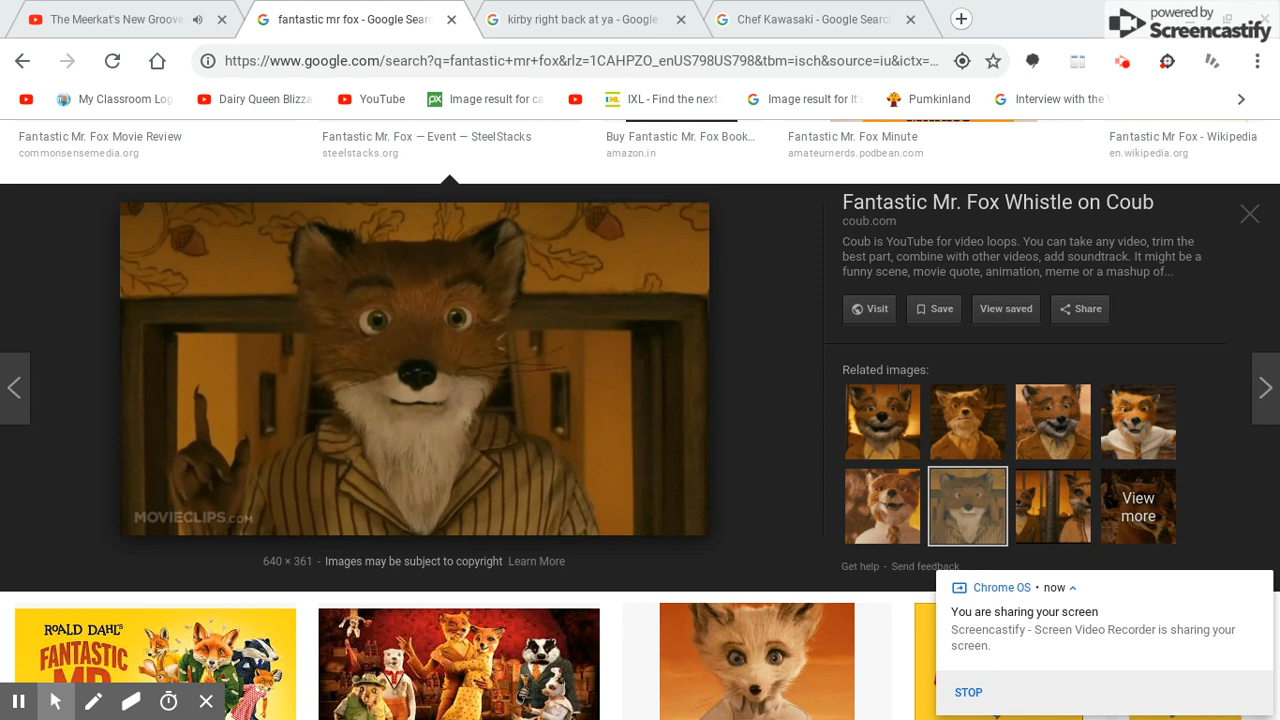 The Meerkat's New Groove
fantastic mr fox - Google Searc
kirby right back at ya - Google
Chef Kawasaki - Google Searc
powered by
Screencastify
https://www.google.com/search?q=fantastic+mr+fox&rlz=1CAHPZO_enUS798US798&tbm=isch&source=iu&ictx=...
My Classroom Log
Dairy Queen Blizza
YouTube
Image result for ca
IXL - Find the next
Image result for It's
Pumkinland
Interview with the V
Fantastic Mr. Fox Movie Review
commonsensemedia.org
Fantastic Mr. Fox — Event — SteelStacks
steelstacks.org
Buy Fantastic Mr. Fox Book...
amazon.in
Fantastic Mr. Fox Minute
amateurnerds.podbean.com
Fantastic Mr Fox - Wikipedia
en.wikipedia.org
MOVIECLIPS.COM
640 × 361 - Images may be subject to copyright Learn More
Fantastic Mr. Fox Whistle on Coub
coub.com
Coub is YouTube for video loops. You can take any video, trim the
best part, combine with other videos, add soundtrack. It might be a
funny scene, movie quote, animation, meme or a mashup of...
Visit
Save
View saved
Share
Related images:
View
more
Get help - Send feedback
ROALD DAHL'S
FANTASTIC
MR
Chrome OS • now
You are sharing your screen
Screencastify - Screen Video Recorder is sharing your
screen.
STOP